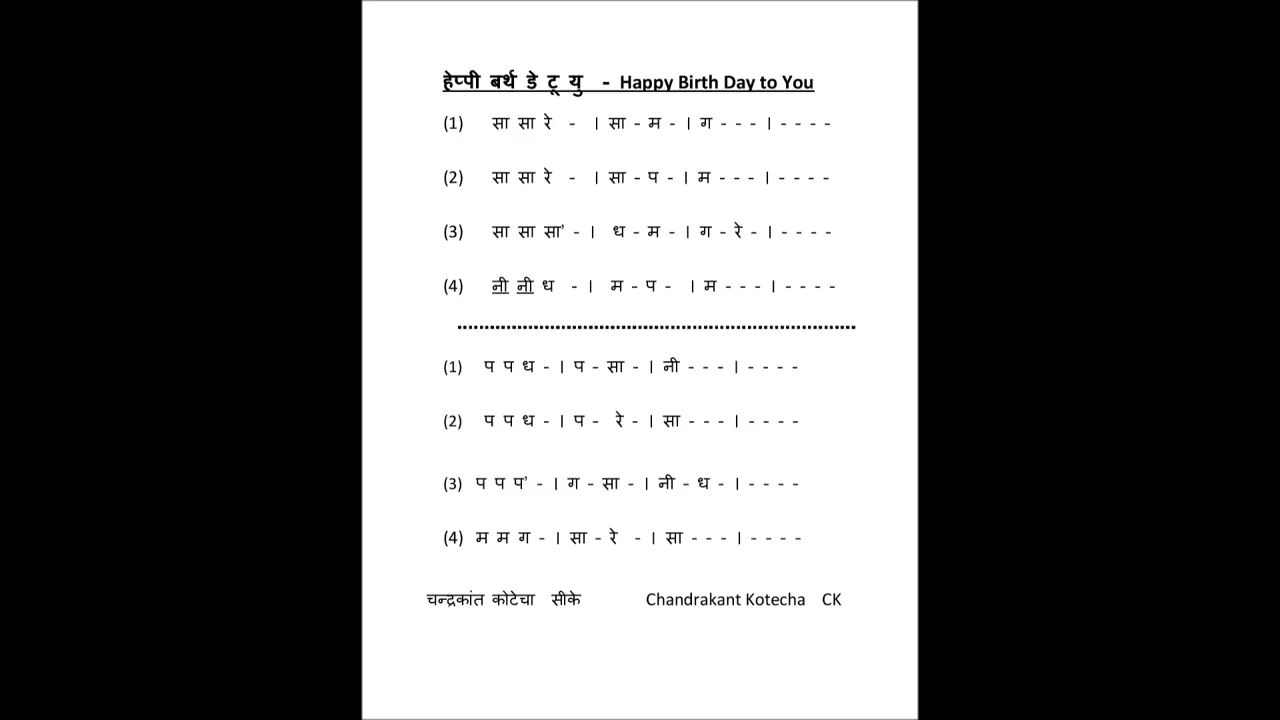 हेप्पी बर्थ डे टू यु - Happy Birth Day to You
(1) सा सा रे - । सा - म - । ग - - - । - - - -
(2) सा सा रे - । सा - प - । म - - - । - - - -
(3) सा सा सा’ - । ध - म - । ग - रे - । - - - -
(4) नी नी ध - । म - प - । म - - - । - - - -
(1) प प ध - । प - सा - । नी - - - । - - - -
(2) प प ध - । प - रे - । सा - - - । - - - -
(3) प प प’ - । ग - सा - । नी - ध - । - - - -
(4) म म ग - । सा - रे - । सा - - - । - - - -
चन्द्रकांत कोटेचा सीके Chandrakant Kotecha CK